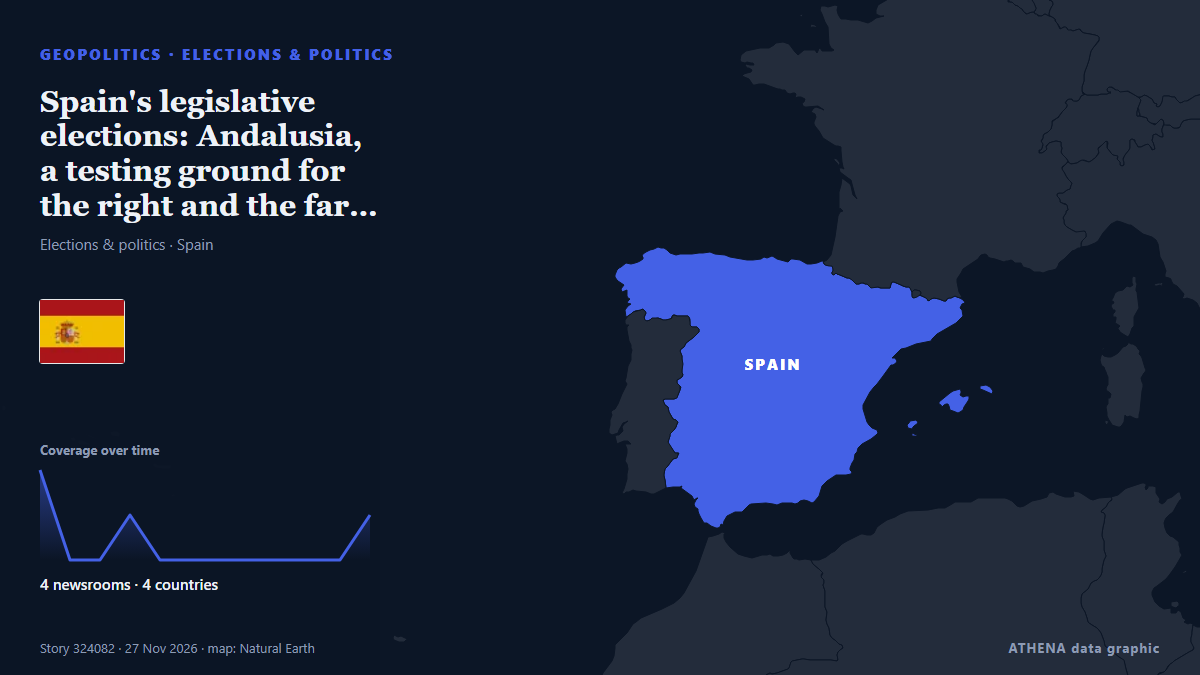 GEOPOLITICS · ELECTIONS & POLITICS
Spain's legislative
elections: Andalusia,
a testing ground for
the right and the far...
Elections & politics · Spain
SPAIN
Coverage over time
4 newsrooms · 4 countries
Story 324082 · 27 Nov 2026 · map: Natural Earth
ATHENA data graphic